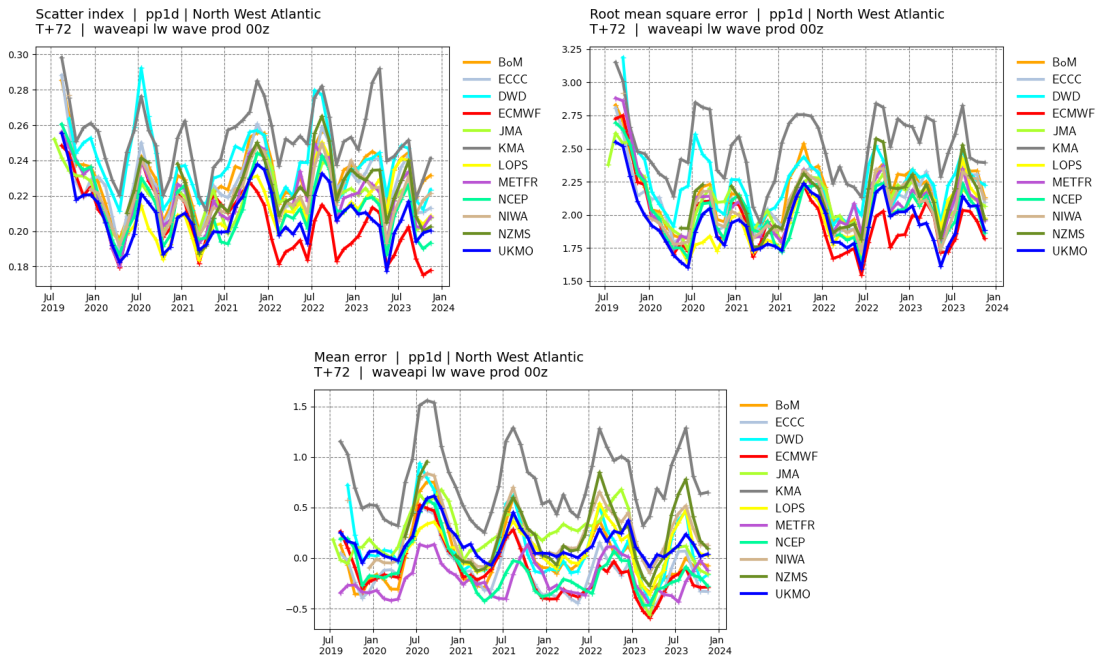 Scatter index | pp1d | North West Atlantic
T+72 | waveapi lw wave prod 00z
0.30
0.28
0.26
0.24
0.22
0.20
0.18
Jul 2019
Jan 2020
Jul 2020
Jan 2021
Jul 2021
Jan 2022
Jul 2022
Jan 2023
Jul 2023
Jan 2024
BoM
ECCC
DWD
ECMWF
JMA
KMA
LOPS
METFR
NCEP
NIWA
NZMS
UKMO
Root mean square error | pp1d | North West Atlantic
T+72 | waveapi lw wave prod 00z
3.25
3.00
2.75
2.50
2.25
2.00
1.75
1.50
Jul 2019
Jan 2020
Jul 2020
Jan 2021
Jul 2021
Jan 2022
Jul 2022
Jan 2023
Jul 2023
Jan 2024
BoM
ECCC
DWD
ECMWF
JMA
KMA
LOPS
METFR
NCEP
NIWA
NZMS
UKMO
Mean error | pp1d | North West Atlantic
T+72 | waveapi lw wave prod 00z
1.5
1.0
0.5
0.0
−0.5
Jul 2019
Jan 2020
Jul 2020
Jan 2021
Jul 2021
Jan 2022
Jul 2022
Jan 2023
Jul 2023
Jan 2024
BoM
ECCC
DWD
ECMWF
JMA
KMA
LOPS
METFR
NCEP
NIWA
NZMS
UKMO